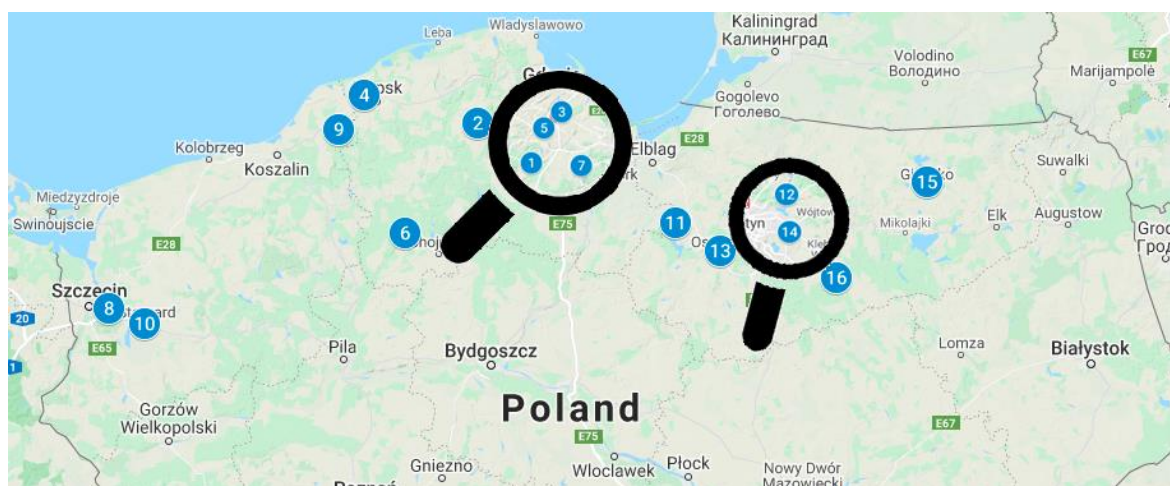 Leba
Wladyslawowo
Kaliningrad
Калининград
Volodino
Володино
E67
Marijampolė
4
3
5
2
9
1
7
Gogolevo
Гоголево
E28
Elblag
Kolobrzeg
Koszalin
Suwalki
15
Miedzyzdroje
Swinoujscie
12
Wójtow
14
tyn
Mikolajki
Elk
Augustow
11
13
16
6
E75
E28
Szczecin
8
10
20
E65
Pila
Bydgoszcz
Lomza
Białystok
1
Gorzów
Wielkopolski
Poland
E75
E67
Gniezno
Wloclawek
Płock
Nowy Dwór
Mazowiecki